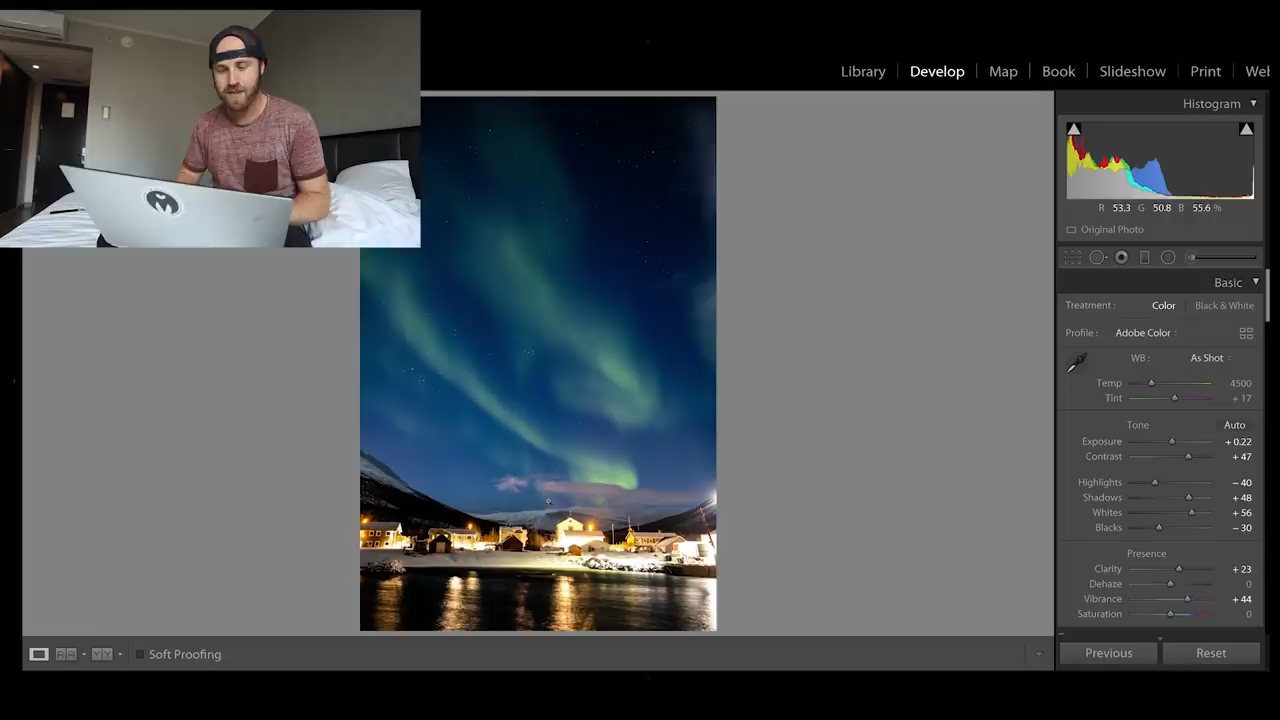 Library Develop Map Book Slideshow Print Web
Histogram
R 53.3 G 50.8 B 55.6 %
Original Photo
Basic
Treatment : Color Black & White
Profile : Adobe Color
WB : As Shot
Temp 4500
Tint + 17
Tone Auto
Exposure + 0.22
Contrast + 47
Highlights − 40
Shadows + 48
Whites + 56
Blacks − 30
Presence
Clarity + 23
Dehaze 0
Vibrance + 44
Saturation 0
Soft Proofing
Previous Reset